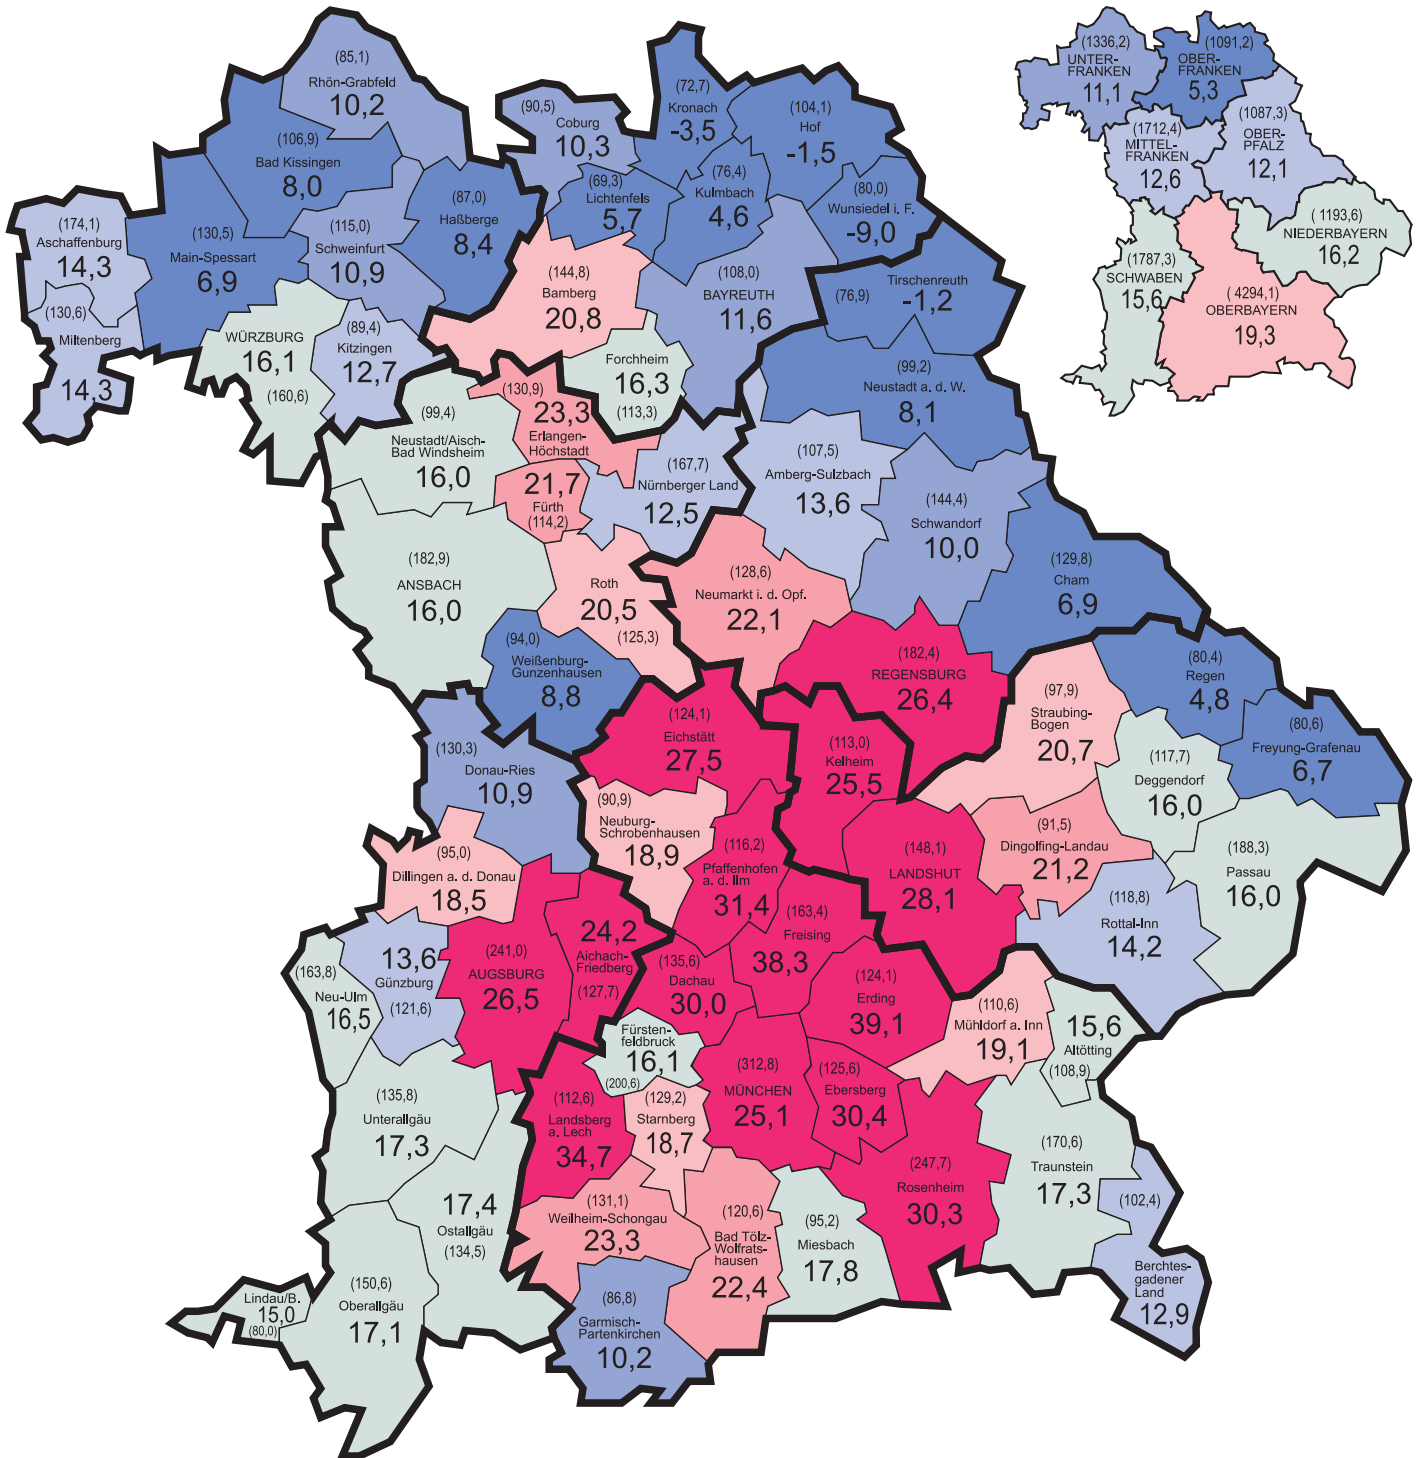 (85,1)
Rhön-Grabfeld
10,2
(106,9)
Bad Kissingen
8,0
(87,0)
Haßberge
8,4
(174,1)
Aschaffenburg
14,3
(130,5)
Main-Spessart
6,9
(115,0)
Schweinfurt
10,9
(130,6)
Miltenberg
14,3
WÜRZBURG
16,1
(160,6)
(89,4)
Kitzingen
12,7
(90,5)
Coburg
10,3
(72,7)
Kronach
-3,5
(104,1)
Hof
-1,5
(69,3)
Lichtenfels
5,7
(76,4)
Kulmbach
4,6
(80,0)
Wunsiedel i. F.
-9,0
(144,8)
Bamberg
20,8
(108,0)
BAYREUTH
11,6
Forchheim
16,3
(113,3)
(76,9)
Tirschenreuth
-1,2
(99,2)
Neustadt a. d. W.
8,1
(107,5)
Amberg-Sulzbach
13,6
(144,4)
Schwandorf
10,0
(129,8)
Cham
6,9
(128,6)
Neumarkt i. d. Opf.
22,1
(182,4)
REGENSBURG
26,4
(99,4)
Neustadt/Aisch-
Bad Windsheim
16,0
(130,9)
23,3
Erlangen-
Höchstadt
21,7
Fürth
(114,2)
(167,7)
Nürnberger Land
12,5
(182,9)
ANSBACH
16,0
Roth
20,5
(125,3)
(94,0)
Weißenburg-
Gunzenhausen
8,8
(130,3)
Donau-Ries
10,9
(95,0)
Dillingen a. d. Donau
18,5
(163,8)
Neu-Ulm
16,5
13,6
Günzburg
(121,6)
(241,0)
AUGSBURG
26,5
24,2
Aichach-
Friedberg
(127,7)
(135,8)
Unterallgäu
17,3
17,4
Ostallgäu
(134,5)
Lindau/B.
15,0
(80,0)
(150,6)
Oberallgäu
17,1
(124,1)
Eichstätt
27,5
(90,9)
Neuburg-
Schrobenhausen
18,9
(116,2)
Pfaffenhofen
a. d. Ilm
31,4
(163,4)
Freising
38,3
(135,6)
Dachau
30,0
(124,1)
Erding
39,1
(110,6)
Mühldorf a. Inn
19,1
15,6
Altötting
(108,9)
Fürsten-
feldbruck
16,1
(200,6)
(312,8)
MÜNCHEN
25,1
(125,6)
Ebersberg
30,4
(112,6)
Landsberg
a. Lech
34,7
(129,2)
Starnberg
18,7
(131,1)
Weilheim-Schongau
23,3
(120,6)
Bad Tölz-
Wolfrats-
hausen
22,4
(95,2)
Miesbach
17,8
(247,7)
Rosenheim
30,3
(170,6)
Traunstein
17,3
(102,4)
Berchtes-
gadener
Land
12,9
(86,8)
Garmisch-
Partenkirchen
10,2
(113,0)
Kelheim
25,5
(97,9)
Straubing-
Bogen
20,7
(80,4)
Regen
4,8
(80,6)
Freyung-Grafenau
6,7
(117,7)
Deggendorf
16,0
(148,1)
LANDSHUT
28,1
(91,5)
Dingolfing-Landau
21,2
(188,3)
Passau
16,0
(118,8)
Rottal-Inn
14,2
(1336,2)
UNTER-
FRANKEN
11,1
(1091,2)
OBER-
FRANKEN
5,3
(1712,4)
MITTEL-
FRANKEN
12,6
(1087,3)
OBER-
PFALZ
12,1
( 1193,6)
NIEDERBAYERN
16,2
(1787,3)
SCHWABEN
15,6
( 4294,1)
OBERBAYERN
19,3